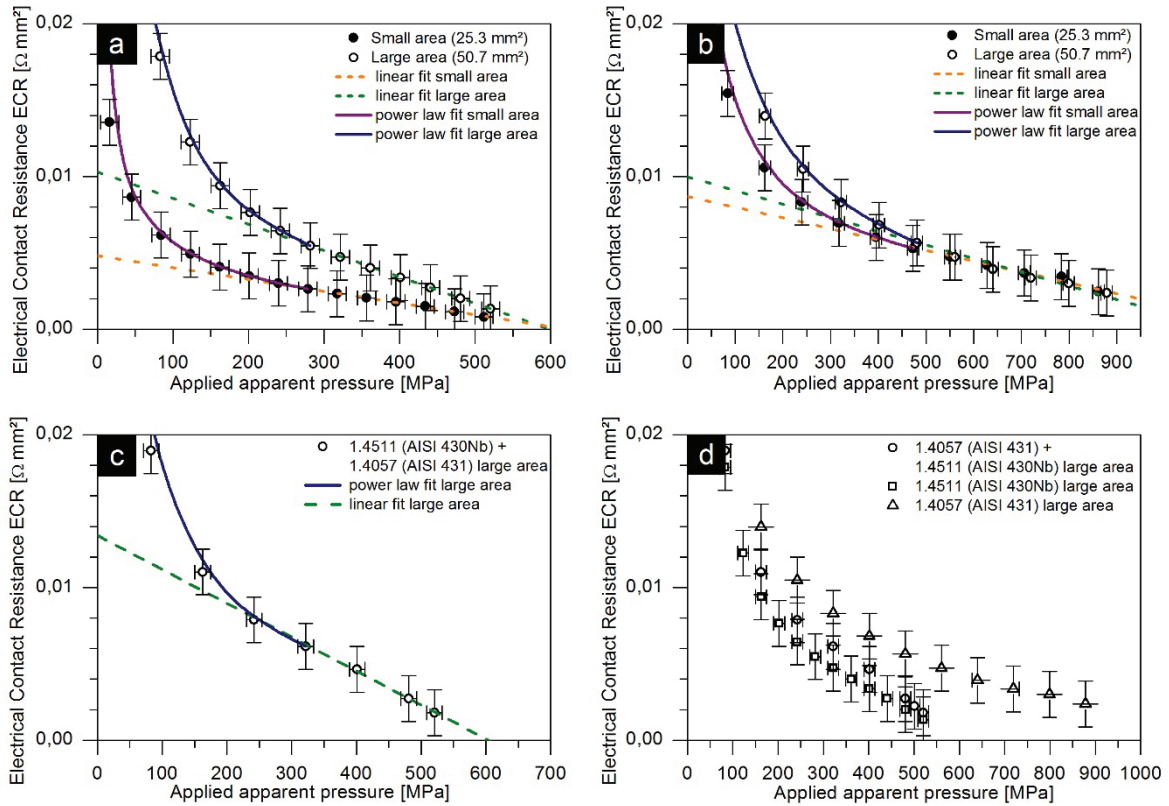 a
Electrical Contact Resistance ECR [Ω mm²]
0,02
0,01
0,00
Small area (25.3 mm²)
Large area (50.7 mm²)
linear fit small area
linear fit large area
power law fit small area
power law fit large area
0 100 200 300 400 500 600
Applied apparent pressure [MPa]
b
Electrical Contact Resistance ECR [Ω mm²]
0,02
0,01
0,00
Small area (25.3 mm²)
Large area (50.7 mm²)
linear fit small area
linear fit large area
power law fit small area
power law fit large area
0 100 200 300 400 500 600 700 800 900
Applied apparent pressure [MPa]
c
Electrical Contact Resistance ECR [Ω mm²]
0,02
0,01
0,00
1.4511 (AISI 430Nb) +
1.4057 (AISI 431) large area
power law fit large area
linear fit large area
0 100 200 300 400 500 600 700
Applied apparent pressure [MPa]
d
Electrical Contact Resistance ECR [Ω mm²]
0,02
0,01
0,00
1.4057 (AISI 431) +
1.4511 (AISI 430Nb) large area
1.4511 (AISI 430Nb) large area
1.4057 (AISI 431) large area
0 100 200 300 400 500 600 700 800 900 1000
Applied apparent pressure [MPa]